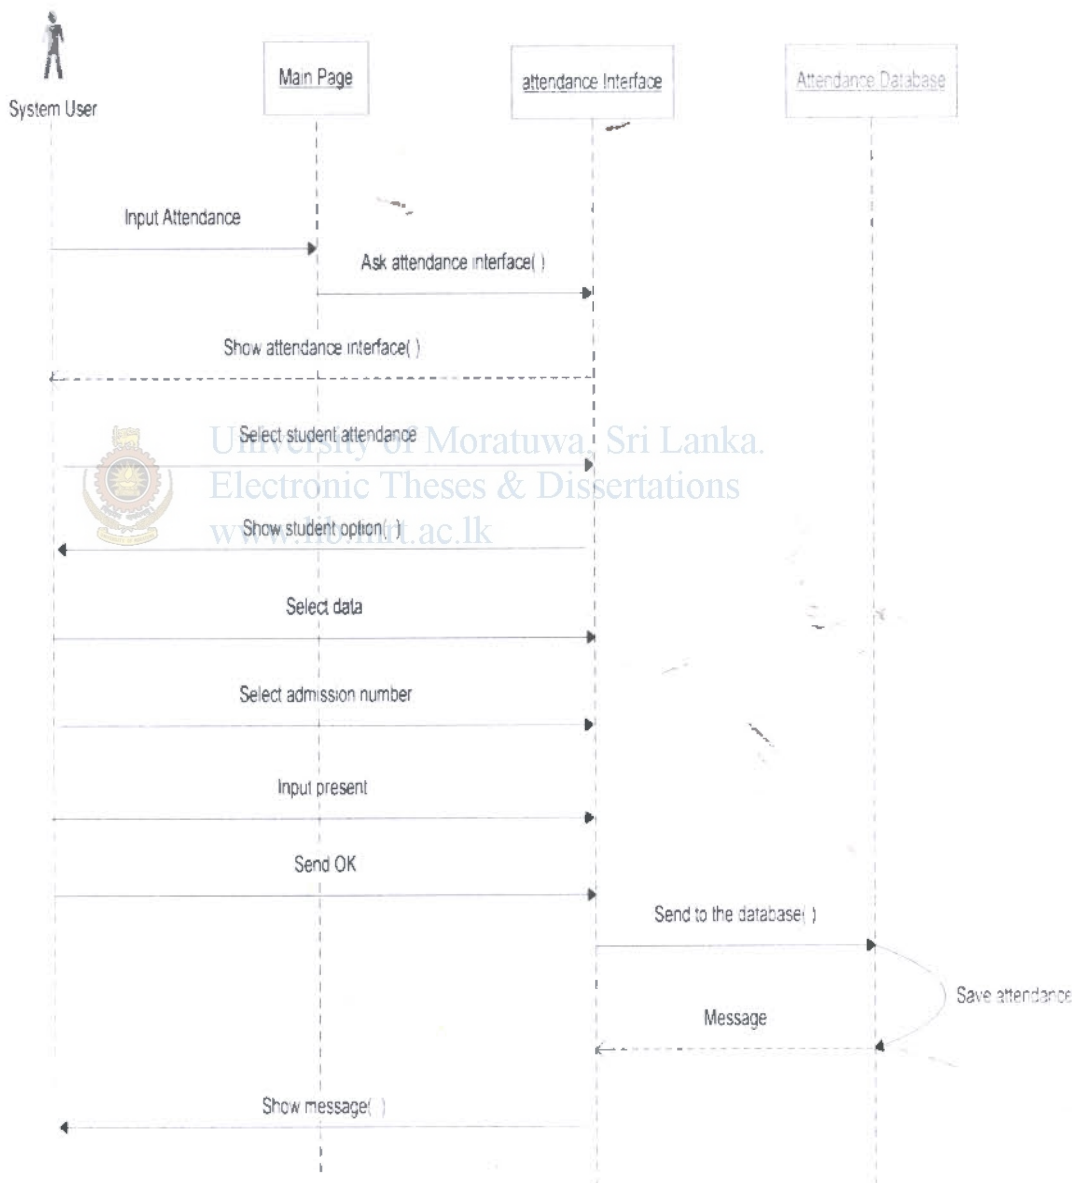 System User
Main Page
attendance Interface
Attendance Database
Input Attendance
Ask attendance interface( )
Show attendance interface( )
Select student attendance
University of Moratuwa, Sri Lanka.
Electronic Theses & Dissertations
www.lib.mrt.ac.lk
Show student option( )
Select data
Select admission number
Input present
Send OK
Send to the database( )
Save attendance
Message
Show message( )